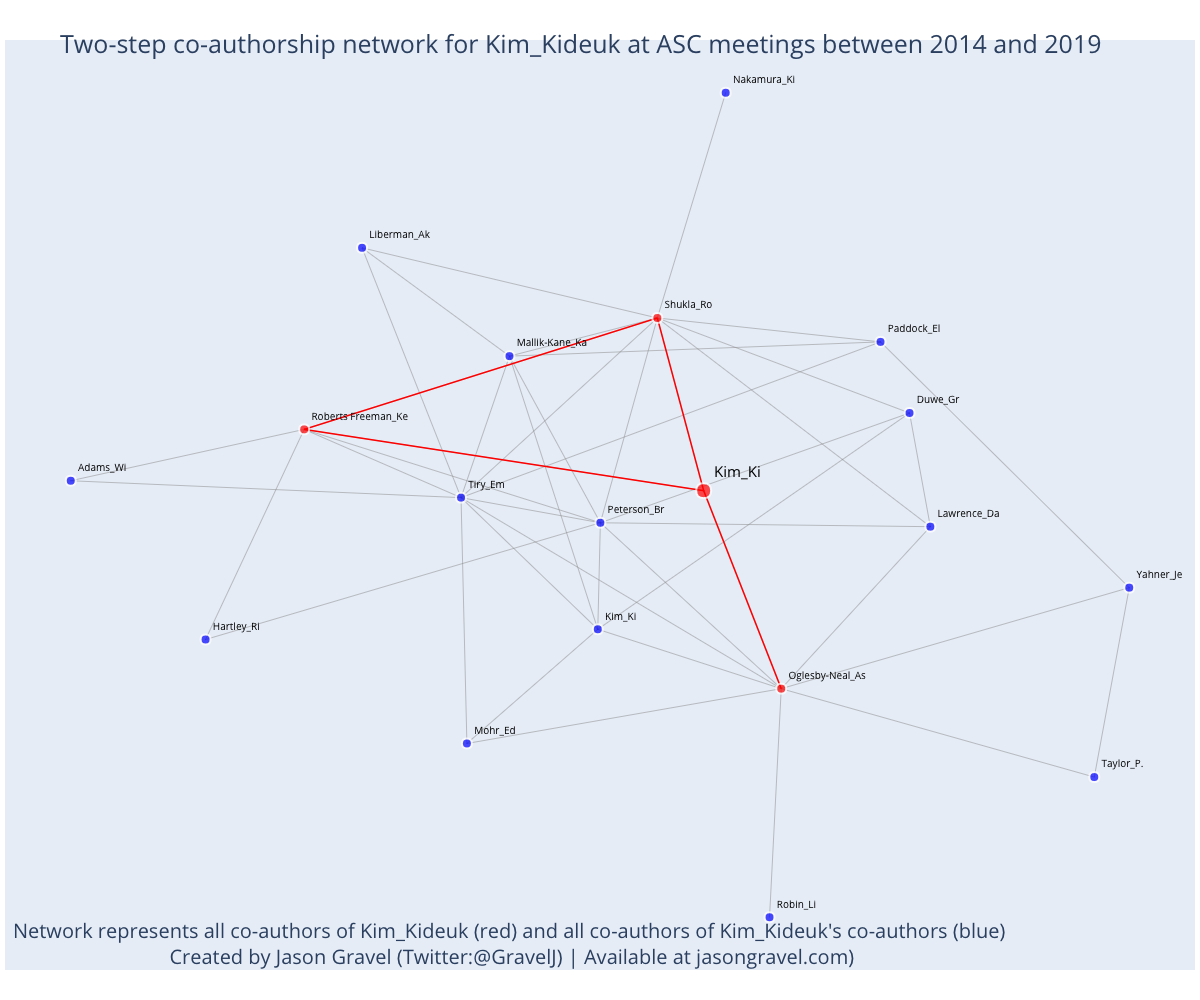 Two-step co-authorship network for Kim_Kideuk at ASC meetings between 2014 and 2019
Nakamura_Ki
Liberman_Ak
Shukla_Ro
Paddock_El
Mallik-Kane_Ka
Duwe_Gr
Roberts Freeman_Ke
Adams_Wi
Kim_Ki
Tiry_Em
Peterson_Br
Lawrence_Da
Yahner_Je
Kim_Ki
Hartley_Ri
Oglesby-Neal_As
Mohr_Ed
Taylor_P.
Robin_Li
Network represents all co-authors of Kim_Kideuk (red) and all co-authors of Kim_Kideuk's co-authors (blue)
Created by Jason Gravel (Twitter:@GravelJ) | Available at jasongravel.com)